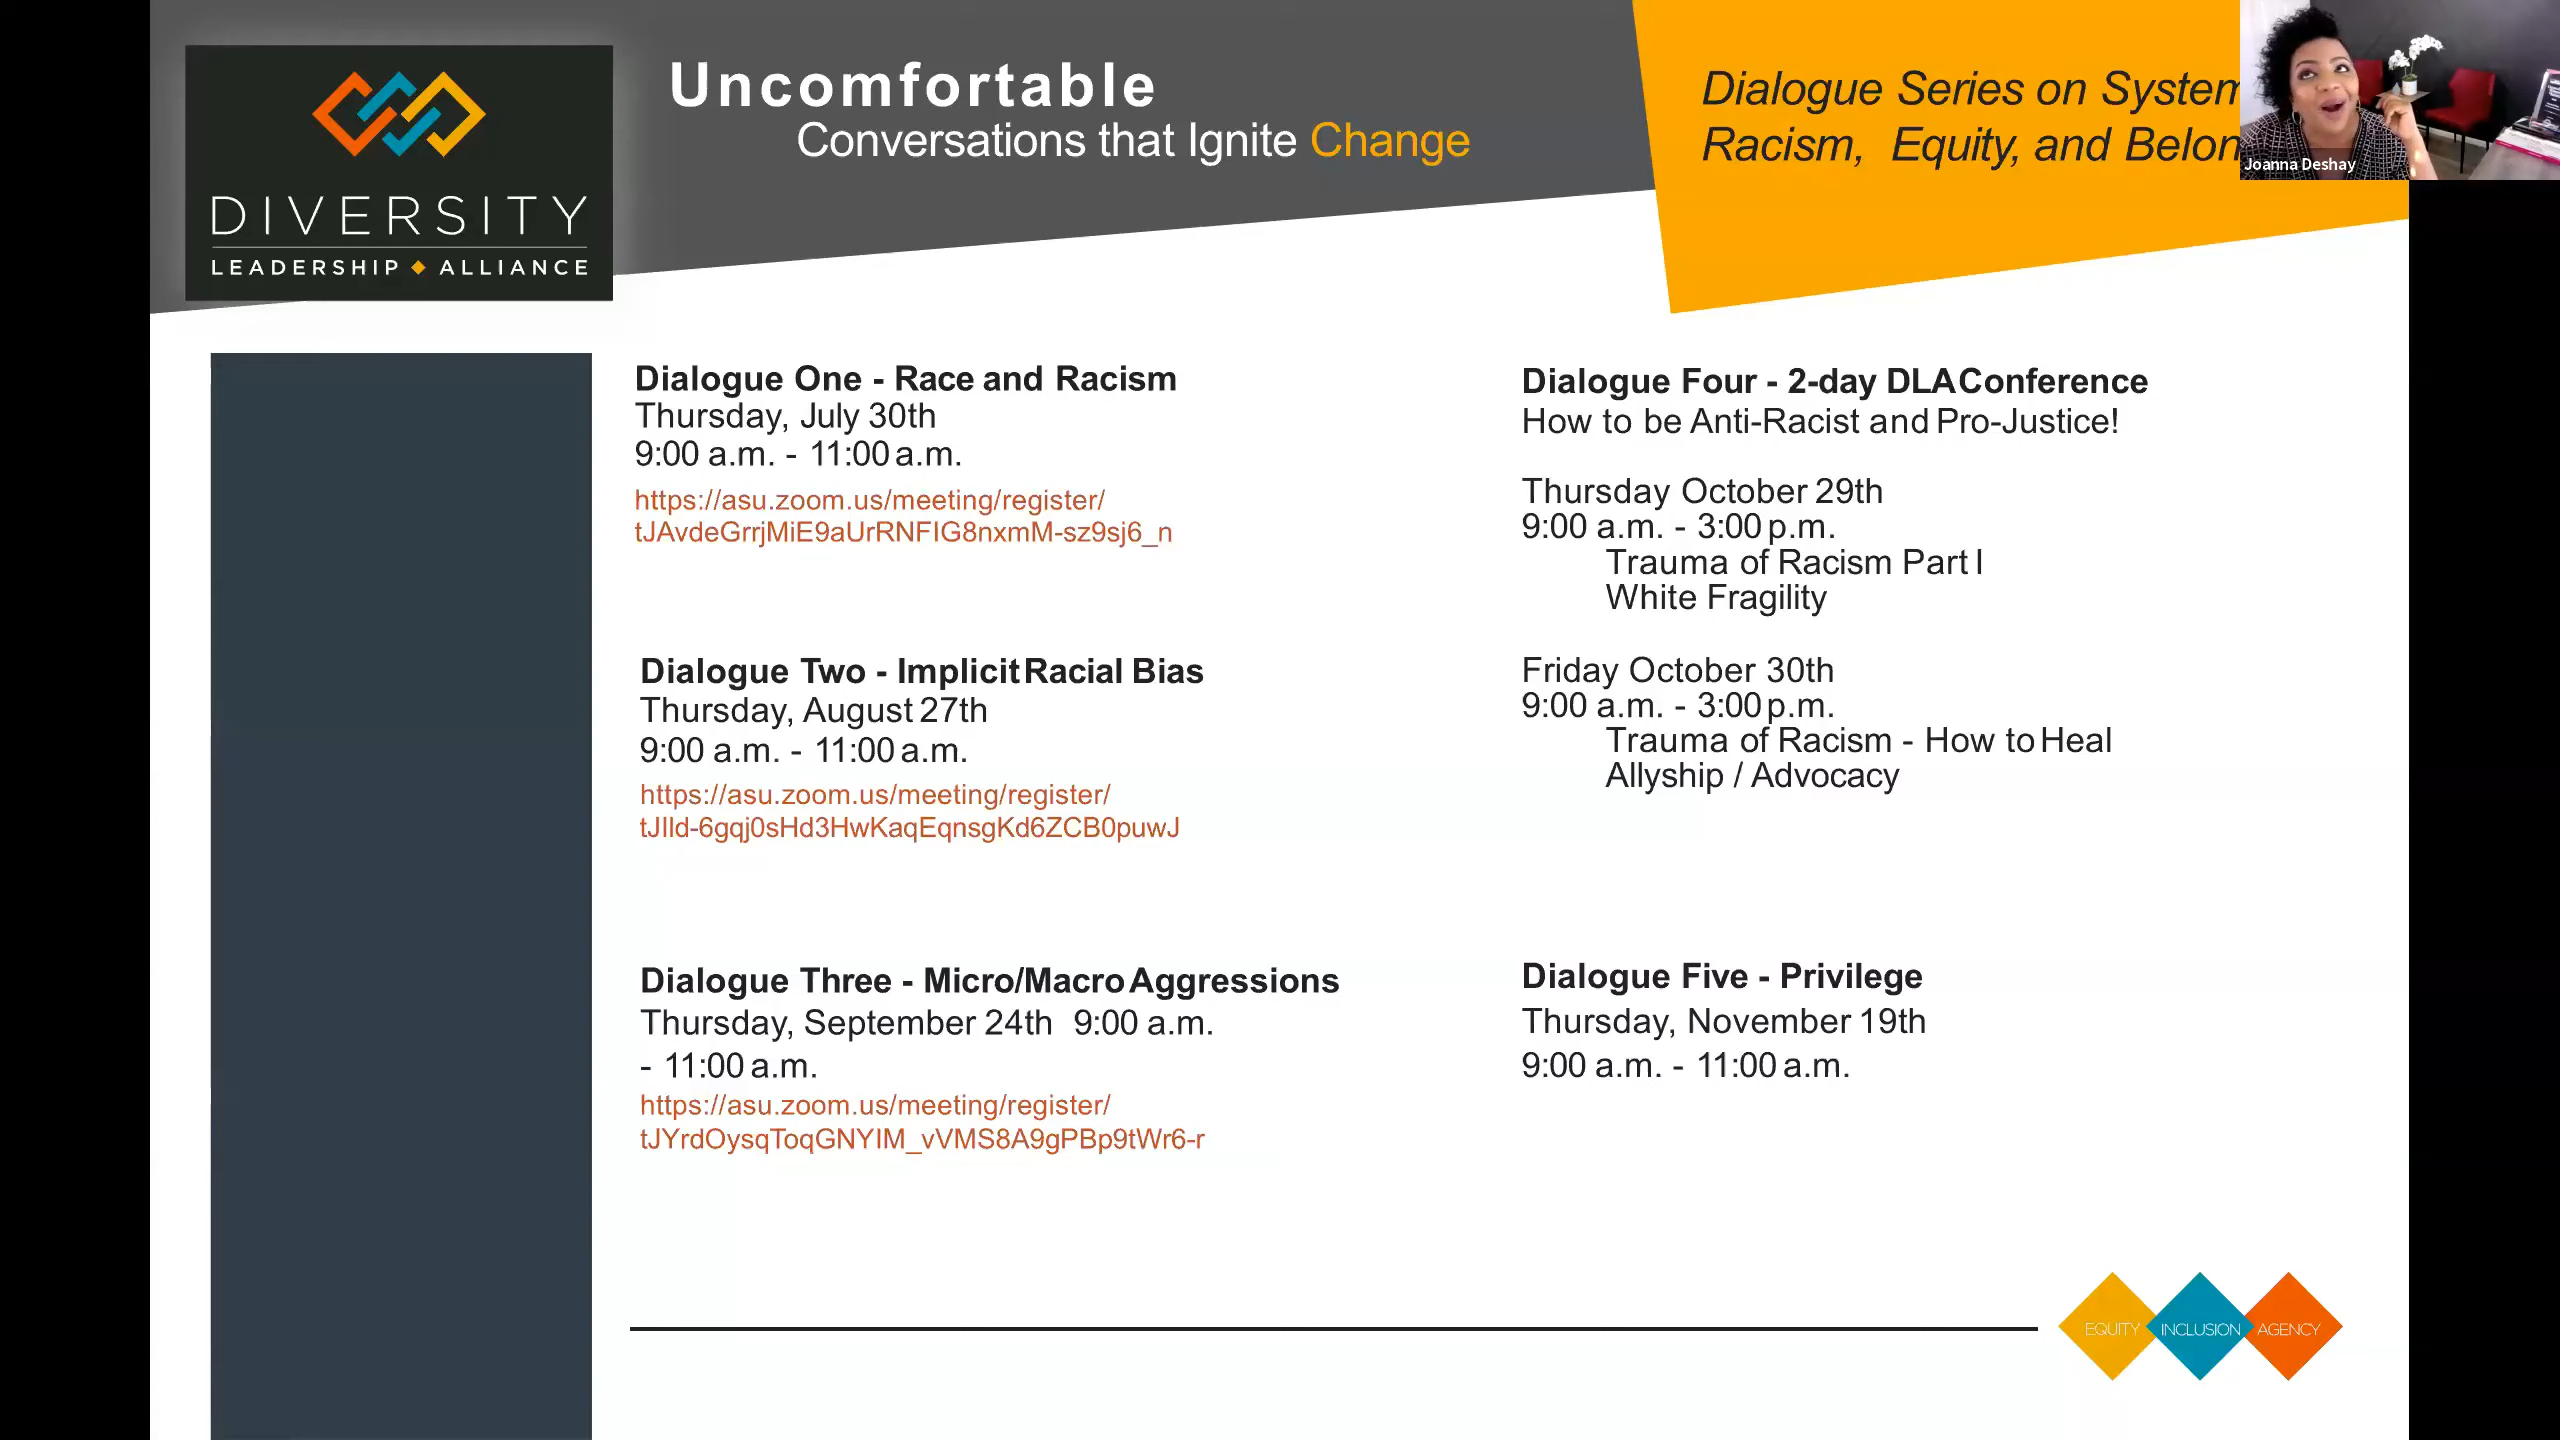 DIVERSITY
LEADERSHIP ALLIANCE
Uncomfortable
Conversations that Ignite Change
Dialogue Series on
Racism, Equity, and
Joanna Deshay
Dialogue One - Race and Racism
Thursday, July 30th
9:00 a.m. - 11:00 a.m.
https://asu.zoom.us/meeting/register/
tJAvdeGrrjMiE9aUrRNFIG8nxmM-sz9sj6_n
Dialogue Two - Implicit Racial Bias
Thursday, August 27th
9:00 a.m. - 11:00 a.m.
https://asu.zoom.us/meeting/register/
tJIld-6gqj0sHd3HwKaqEqnsgKd6ZCB0puwJ
Dialogue Three - Micro/Macro Aggressions
Thursday, September 24th 9:00 a.m.
- 11:00 a.m.
https://asu.zoom.us/meeting/register/
tJYrdOysqToqGNYIM_vVMS8A9gPBp9tWr6-r
Dialogue Four - 2-day DLA Conference
How to be Anti-Racist and Pro-Justice!
Thursday October 29th
9:00 a.m. - 3:00 p.m.
Trauma of Racism Part I
White Fragility
Friday October 30th
9:00 a.m. - 3:00 p.m.
Trauma of Racism - How to Heal
Allyship / Advocacy
Dialogue Five - Privilege
Thursday, November 19th
9:00 a.m. - 11:00 a.m.
EQUITY INCLUSION AGENCY